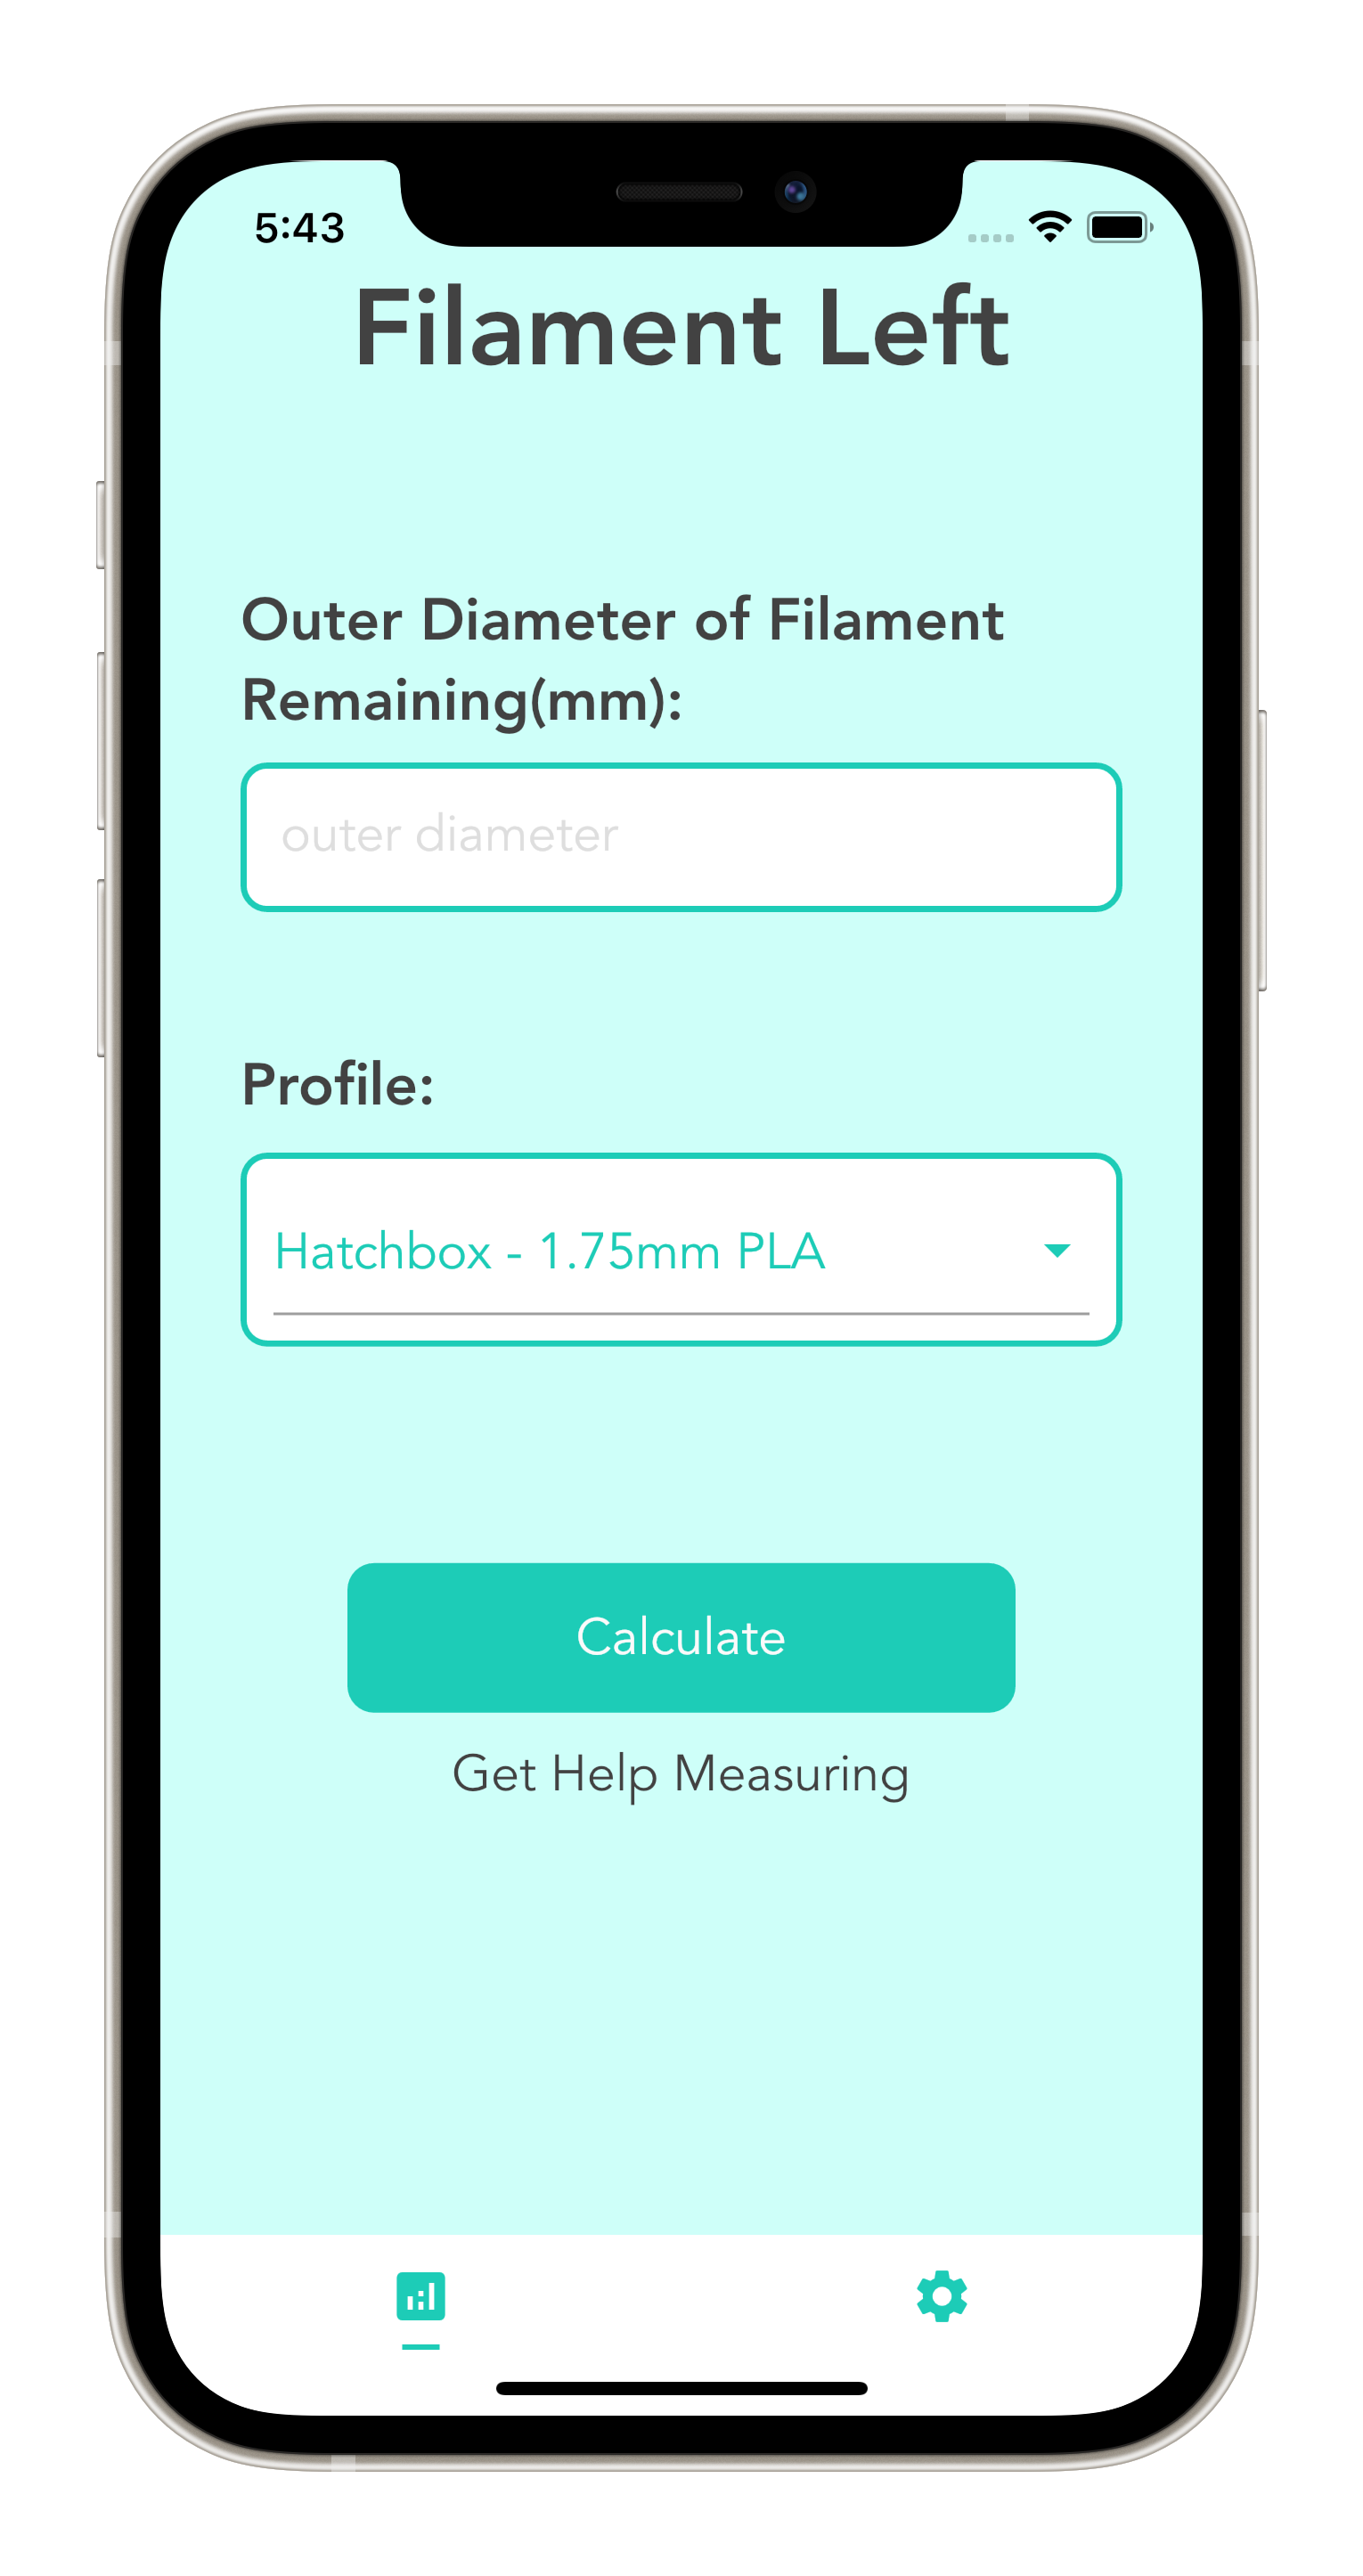 5:43
Filament Left
Outer Diameter of Filament
Remaining(mm):
outer diameter
Profile:
Hatchbox - 1.75mm PLA
Calculate
Get Help Measuring